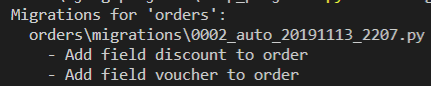 Migrations for 'orders':
orders\migrations\0002_auto_20191113_2207.py
- Add field discount to order
- Add field voucher to order